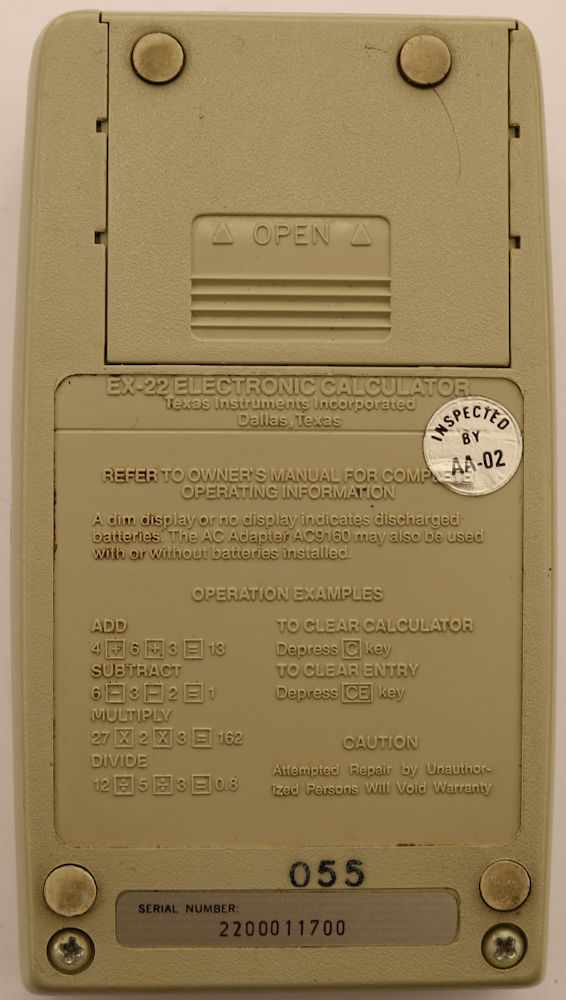 OPEN
EX-22 ELECTRONIC CALCULATOR
Texas Instruments Incorporated
Dallas, Texas
INSPECTED
BY
AA-02
REFER TO OWNER'S MANUAL FOR
OPERATING INFORMATION
A dim display or no display indicates discharged
batteries. The AC Adapter AC9160 may also be used
with or without batteries installed.
OPERATION EXAMPLES
ADD
4 + 6 + 3 = 13
SUBTRACT
6 − 3 − 2 = 1
MULTIPLY
27 X 2 X 3 = 162
DIVIDE
12 ÷ 5 ÷ 3 = 0.8
TO CLEAR CALCULATOR
Depress C key
TO CLEAR ENTRY
Depress CE key
CAUTION
Attempted Repair by Unauthor-
ized Persons Will Void Warranty
055
SERIAL NUMBER:
2200011700